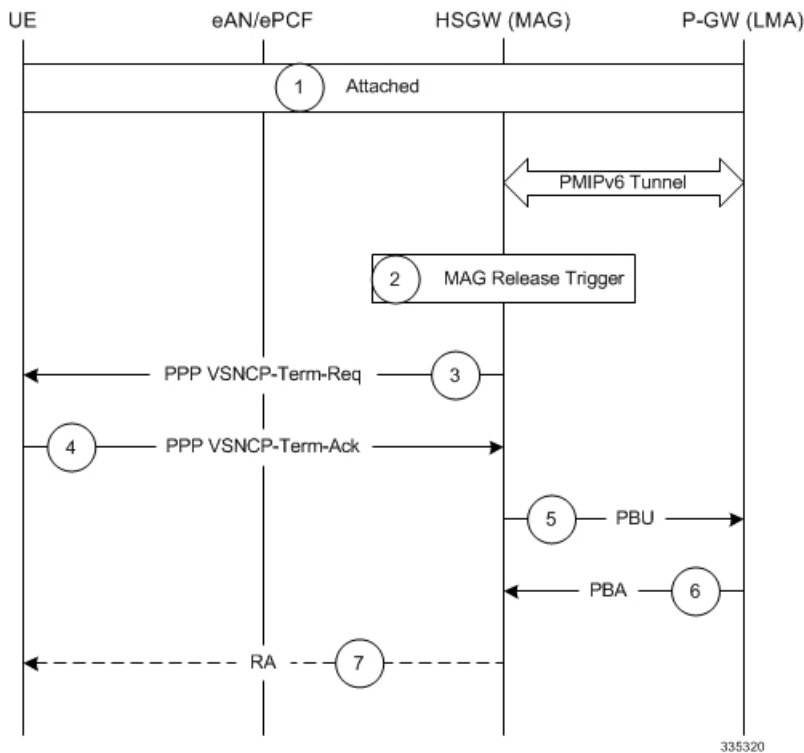 UE eAN/ePCF HSGW (MAG) P-GW (LMA)
1 Attached
PMIPv6 Tunnel
2 MAG Release Trigger
PPP VSNCP-Term-Req 3
4 PPP VSNCP-Term-Ack
5 PBU
PBA 6
RA 7
335320